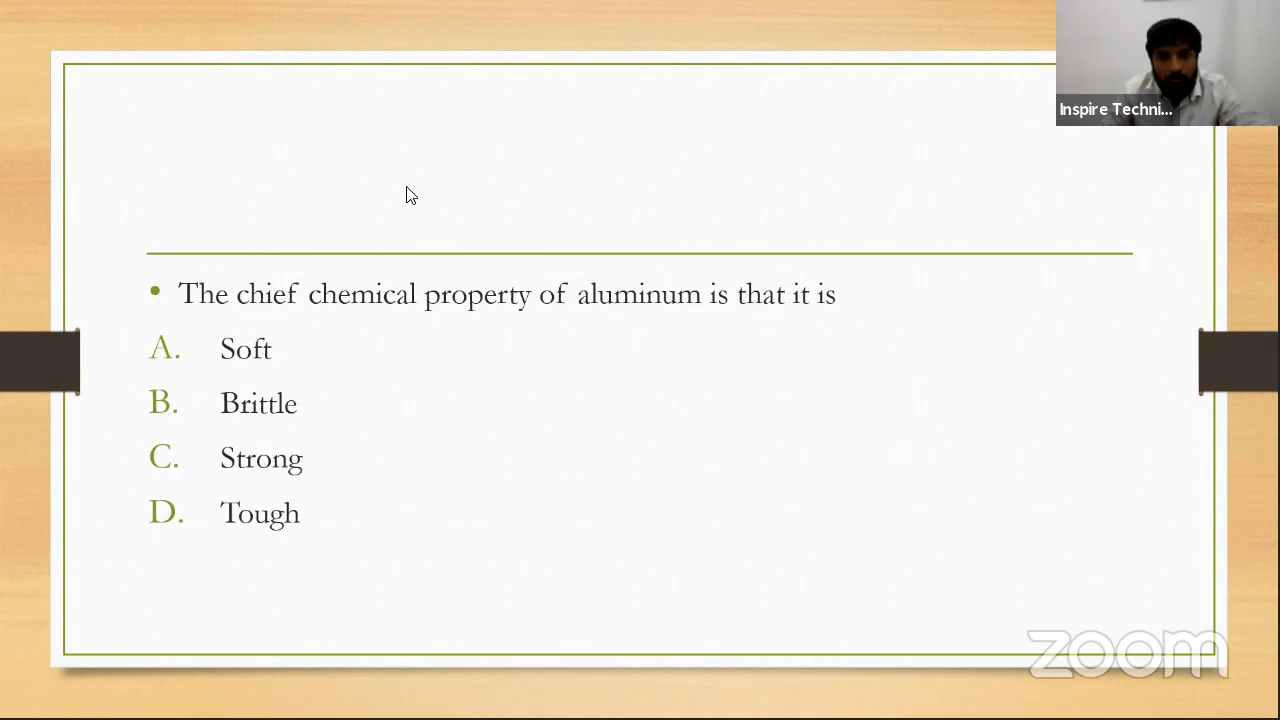 Inspire Techni...
• The chief chemical property of aluminum is that it is
A. Soft
B. Brittle
C. Strong
D. Tough
zoom